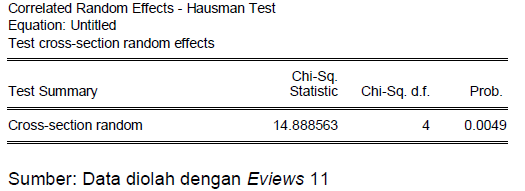 Correlated Random Effects - Hausman Test
Equation: Untitled
Test cross-section random effects
Chi-Sq.
Test Summary Statistic Chi-Sq. d.f. Prob.
Cross-section random 14.888563 4 0.0049
Sumber: Data diolah dengan Eviews 11